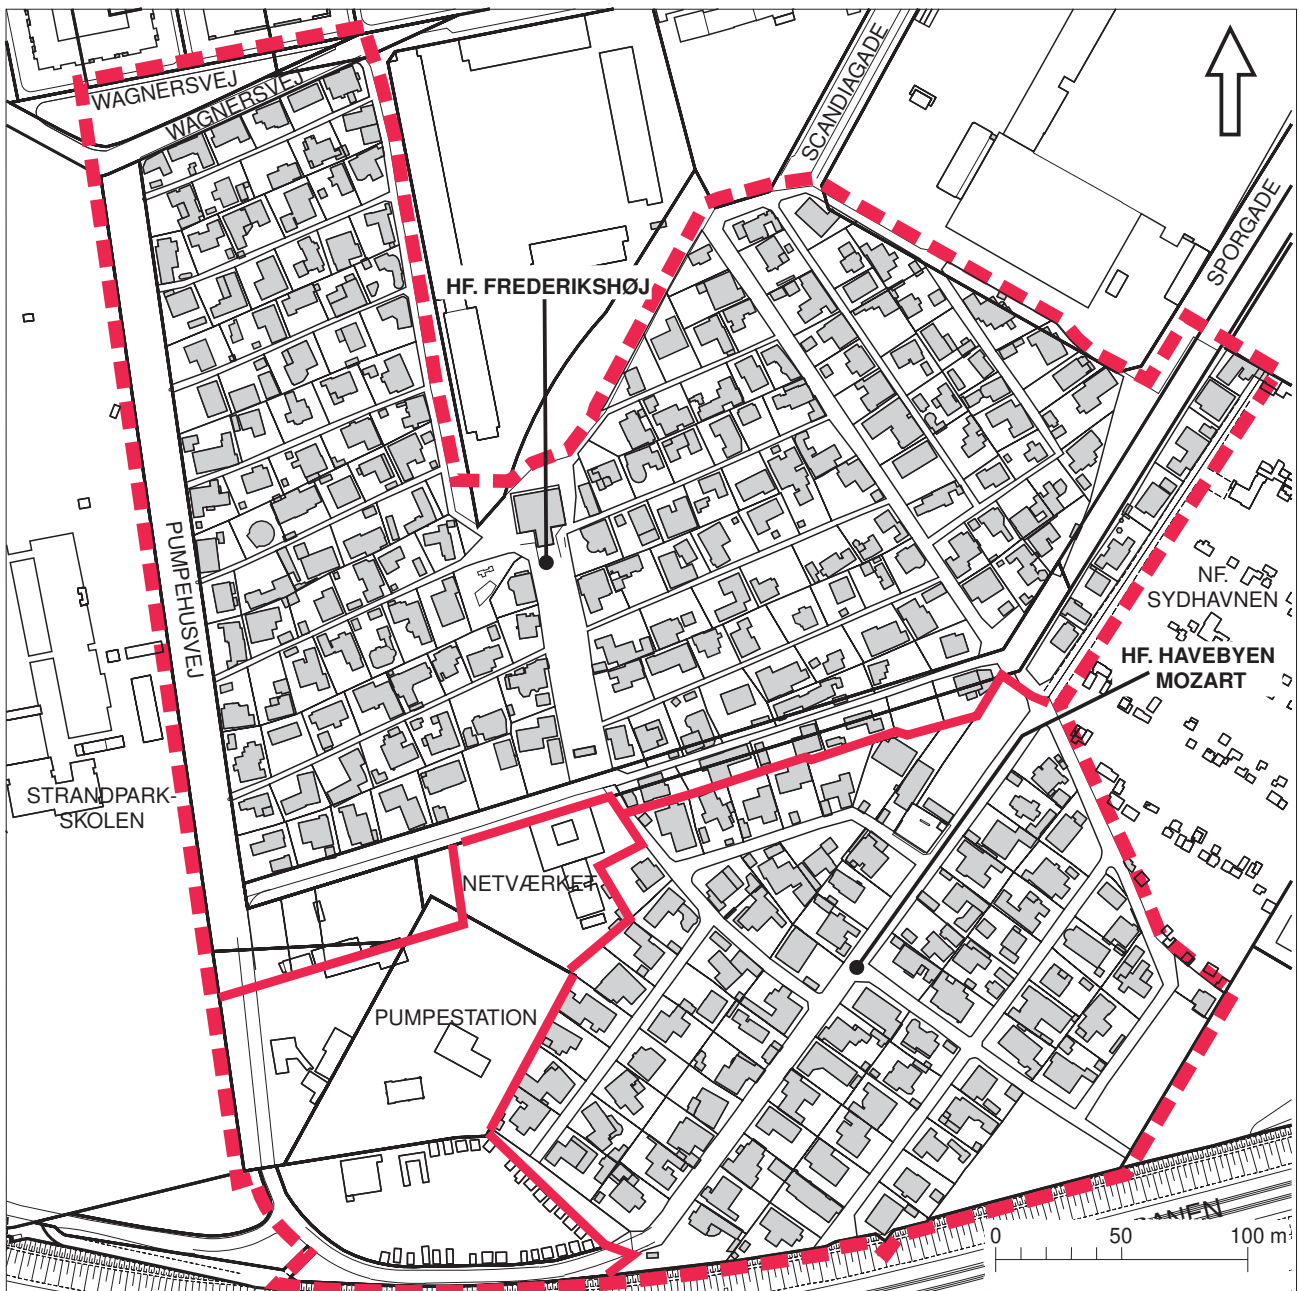 WAGNERSVEJ
WAGNERSVEJ
SCANDIAGADE
SPORGADE
HF. FREDERIKSHØJ
PUMPEHUSVEJ
NF.
SYDHAVNEN
HF. HAVEBYEN
MOZART
STRANDPARK-
SKOLEN
NETVÆRKET
PUMPESTATION
0 50 100 m